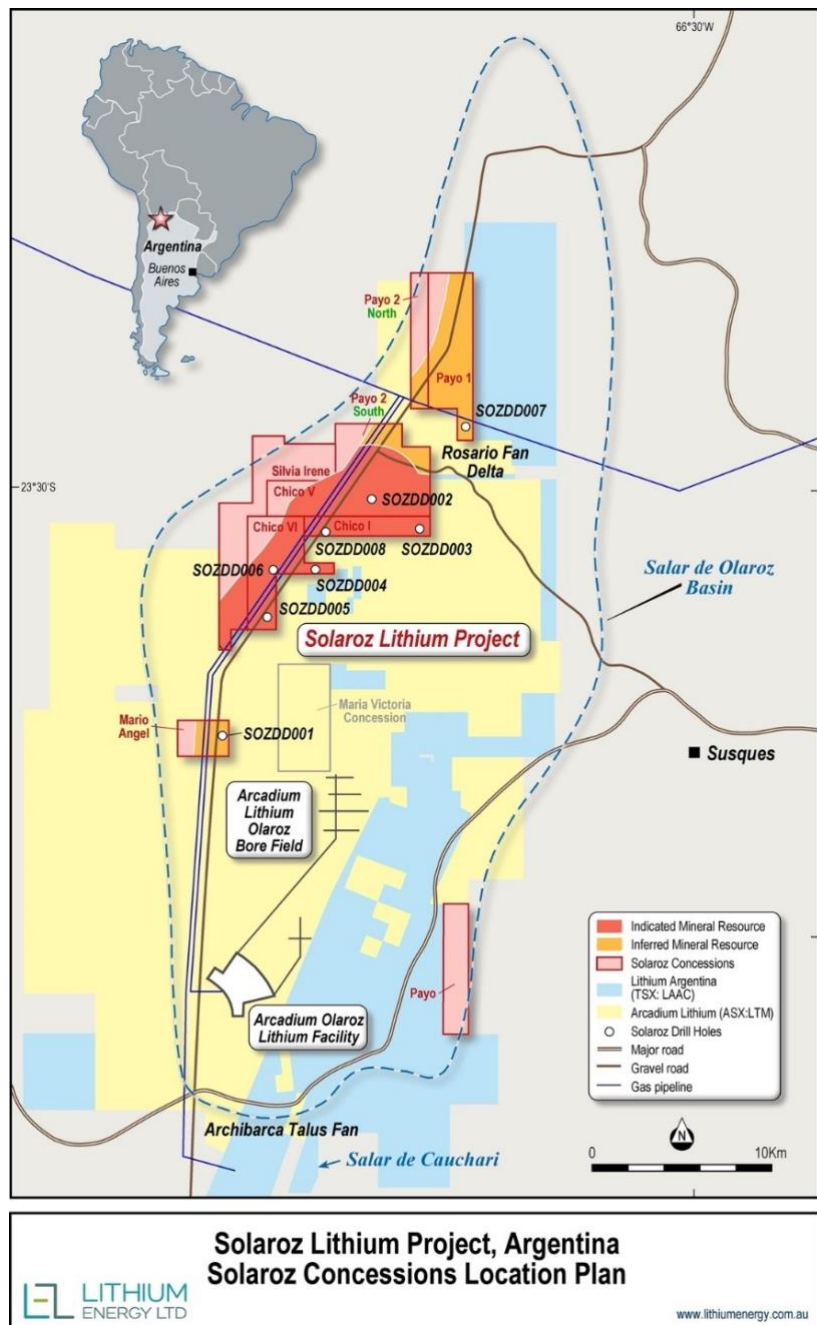 66°30'W
Argentina
Buenos
Aires
Payo 2
North
Payo 1
Payo 2
South
SOZDD007
Rosario Fan
Delta
Silvia Irene
23°30'S
Chico V
SOZDD002
Chico VI
Chico I
SOZDD008
SOZDD003
SOZDD006
SOZDD004
Salar de Olaroz
Basin
SOZDD005
Solaroz Lithium Project
Maria Victoria
Concession
Mario
Angel
SOZDD001
Susques
Arcadium
Lithium
Olaroz
Bore Field
Payo
Arcadium Olaroz
Lithium Facility
Indicated Mineral Resource
Inferred Mineral Resource
Solaroz Concessions
Lithium Argentina
(TSX: LAAC)
Arcadium Lithium (ASX:LTM)
Solaroz Drill Holes
Major road
Gravel road
Gas pipeline
Archibarca Talus Fan
Salar de Cauchari
N
0
10Km
Solaroz Lithium Project, Argentina
Solaroz Concessions Location Plan
LEL LITHIUM
ENERGY LTD
www.lithiumenergy.com.au